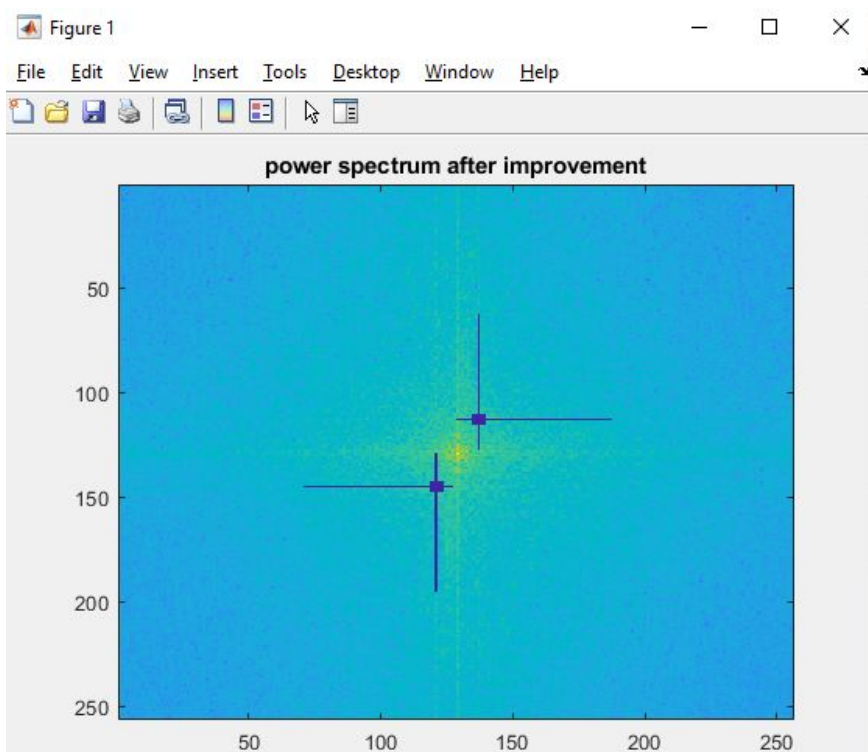 Figure 1
File Edit View Insert Tools Desktop Window Help
power spectrum after improvement
50
100
150
200
250
50 100 150 200 250